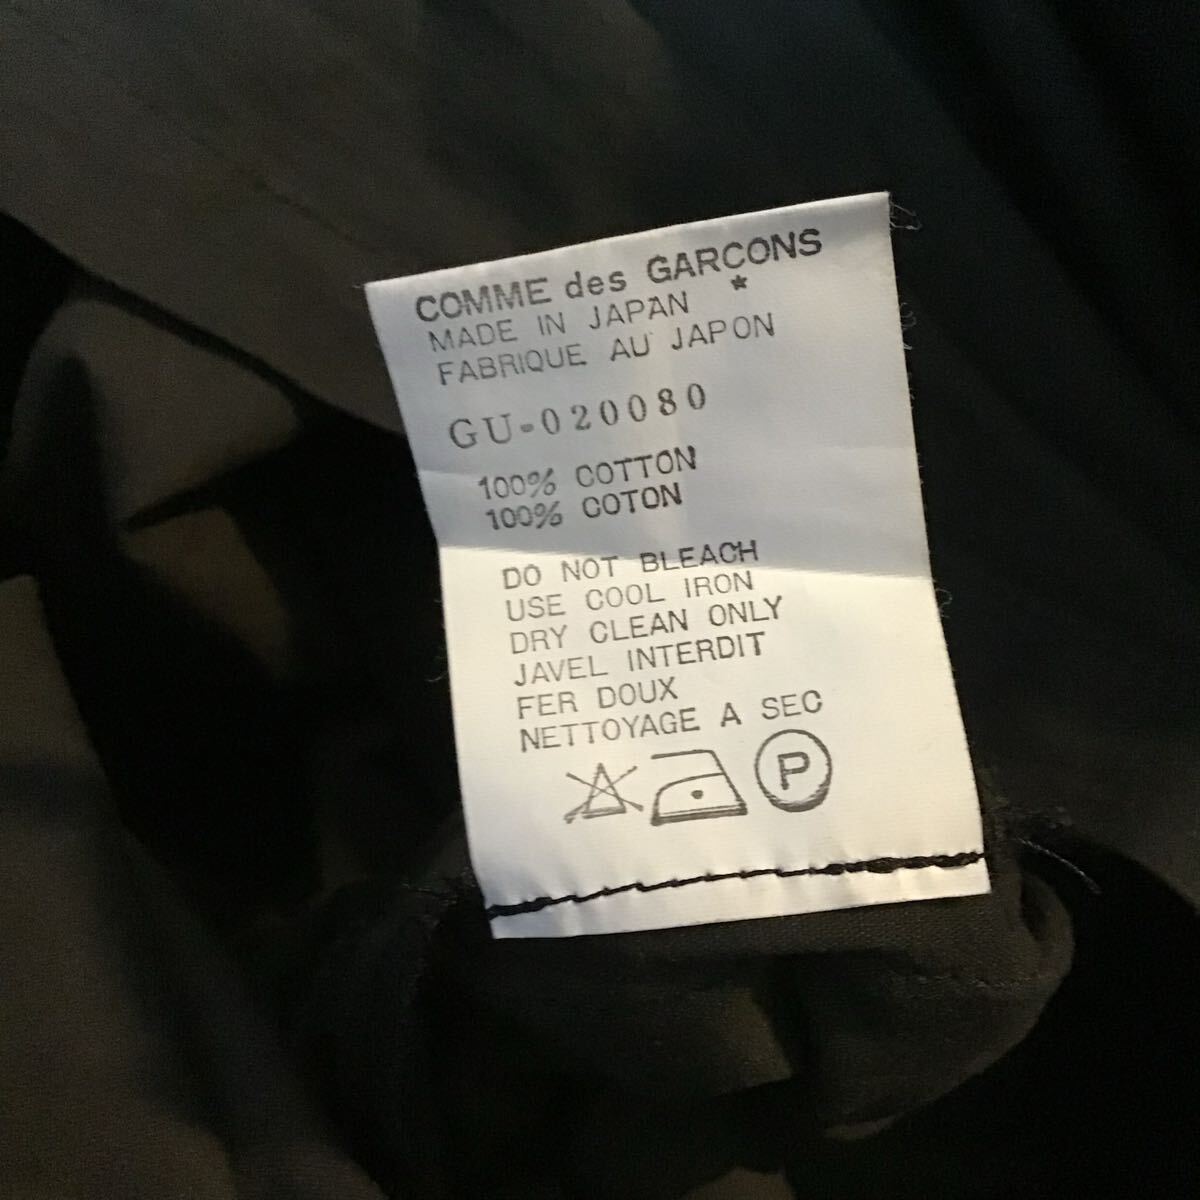 COMME des GARCONS
MADE IN JAPAN *
FABRIQUE AU JAPON
GU-020080
100% COTTON
100% COTON
DO NOT BLEACH
USE COOL IRON
DRY CLEAN ONLY
JAVEL INTERDIT
FER DOUX
NETTOYAGE A SEC
P